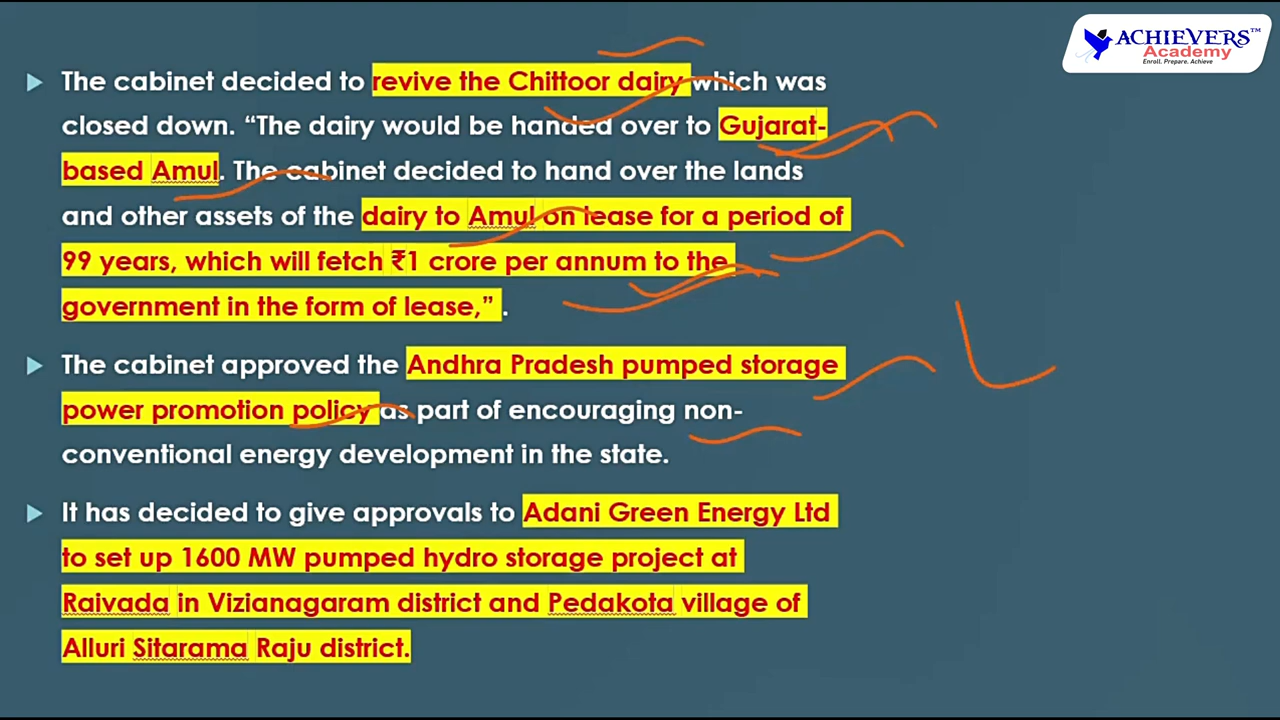 ACHIEVERS™
Academy
Enroll. Prepare. Achieve
The cabinet decided to revive the Chittoor dairy which was
closed down. “The dairy would be handed over to Gujarat-
based Amul. The cabinet decided to hand over the lands
and other assets of the dairy to Amul on lease for a period of
99 years, which will fetch ₹1 crore per annum to the
government in the form of lease,” .
The cabinet approved the Andhra Pradesh pumped storage
power promotion policy as part of encouraging non-
conventional energy development in the state.
It has decided to give approvals to Adani Green Energy Ltd
to set up 1600 MW pumped hydro storage project at
Raivada in Vizianagaram district and Pedakota village of
Alluri Sitarama Raju district.